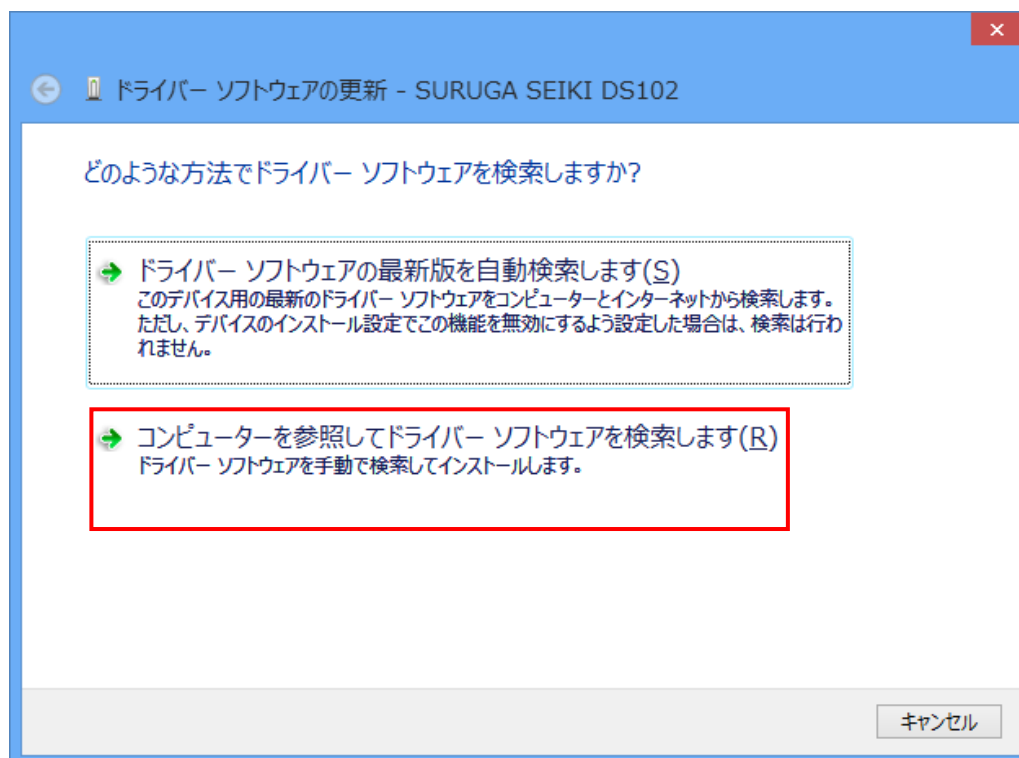 ドライバー ソフトウェアの更新 - SURUGA SEIKI DS102
どのような方法でドライバー ソフトウェアを検索しますか?
ドライバー ソフトウェアの最新版を自動検索します(S)
このデバイス用の最新のドライバー ソフトウェアをコンピューターとインターネットから検索します。
ただし、デバイスのインストール設定でこの機能を無効にするよう設定した場合は、検索は行わ
れません。
コンピューターを参照してドライバー ソフトウェアを検索します(R)
ドライバー ソフトウェアを手動で検索してインストールします。
キャンセル